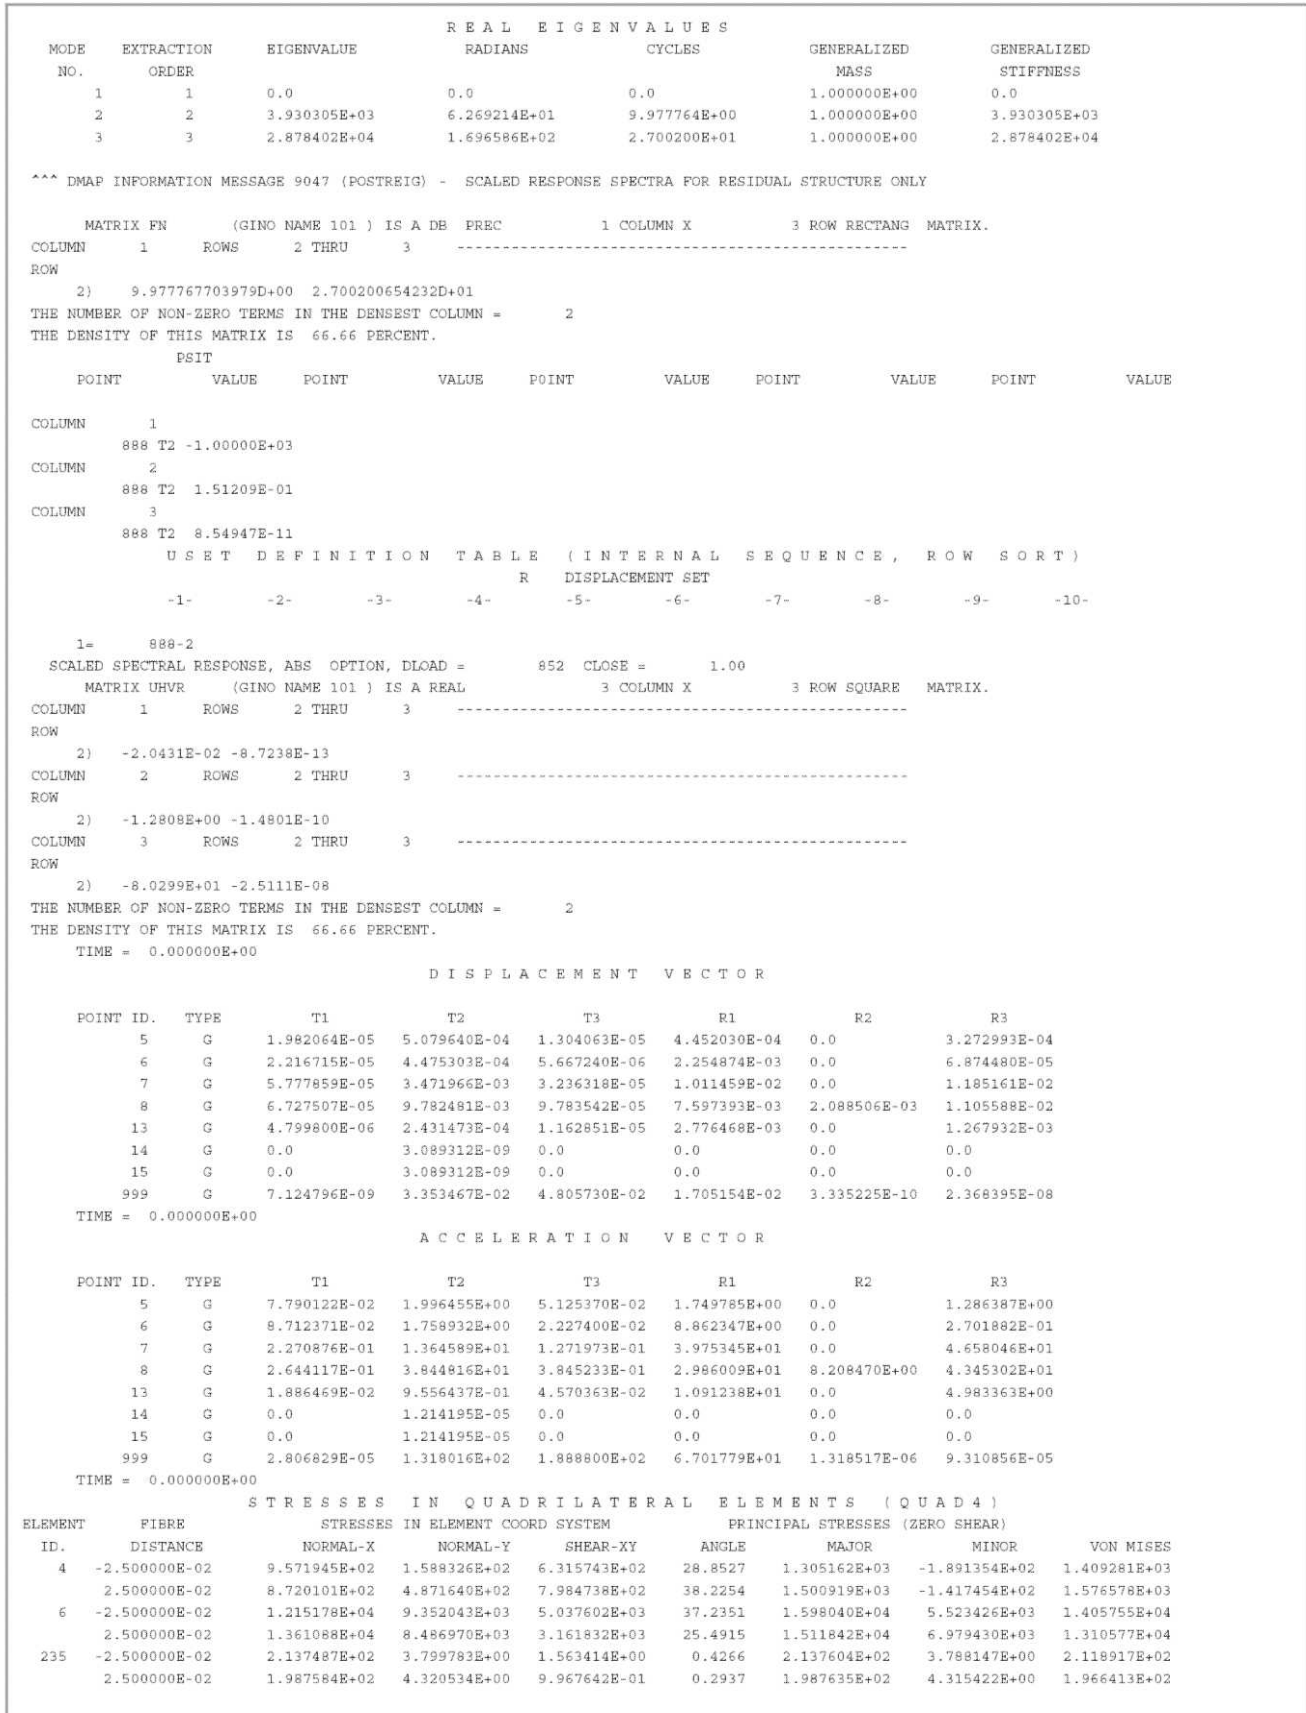 R E A L   E I G E N V A L U E S
MODE EXTRACTION EIGENVALUE RADIANS CYCLES GENERALIZED GENERALIZED
NO. ORDER MASS STIFFNESS
1 1 0.0 0.0 0.0 1.000000E+00 0.0
2 2 3.930305E+03 6.269214E+01 9.977764E+00 1.000000E+00 3.930305E+03
3 3 2.878402E+04 1.696586E+02 2.700200E+01 1.000000E+00 2.878402E+04
^^^ DMAP INFORMATION MESSAGE 9047 (POSTREIG) - SCALED RESPONSE SPECTRA FOR RESIDUAL STRUCTURE ONLY
MATRIX FN (GINO NAME 101 ) IS A DB PREC 1 COLUMN X 3 ROW RECTANG MATRIX.
COLUMN 1 ROWS 2 THRU 3 --------------------------------------------------
ROW
2) 9.977767703979D+00 2.700200654232D+01
THE NUMBER OF NON-ZERO TERMS IN THE DENSEST COLUMN = 2
THE DENSITY OF THIS MATRIX IS 66.66 PERCENT.
PSIT
POINT VALUE POINT VALUE POINT VALUE POINT VALUE POINT VALUE
COLUMN 1
888 T2 -1.00000E+03
COLUMN 2
888 T2 1.51209E-01
COLUMN 3
888 T2 8.54947E-11
U S E T   D E F I N I T I O N   T A B L E   ( I N T E R N A L   S E Q U E N C E ,   R O W   S O R T )
R DISPLACEMENT SET
-1- -2- -3- -4- -5- -6- -7- -8- -9- -10-
1= 888-2
SCALED SPECTRAL RESPONSE, ABS OPTION, DLOAD = 852 CLOSE = 1.00
MATRIX UHVR (GINO NAME 101 ) IS A REAL 3 COLUMN X 3 ROW SQUARE MATRIX.
COLUMN 1 ROWS 2 THRU 3 --------------------------------------------------
ROW
2) -2.0431E-02 -8.7238E-13
COLUMN 2 ROWS 2 THRU 3 --------------------------------------------------
ROW
2) -1.2808E+00 -1.4801E-10
COLUMN 3 ROWS 2 THRU 3 --------------------------------------------------
ROW
2) -8.0299E+01 -2.5111E-08
THE NUMBER OF NON-ZERO TERMS IN THE DENSEST COLUMN = 2
THE DENSITY OF THIS MATRIX IS 66.66 PERCENT.
TIME = 0.000000E+00
D I S P L A C E M E N T   V E C T O R
POINT ID. TYPE T1 T2 T3 R1 R2 R3
5 G 1.982064E-05 5.079640E-04 1.304063E-05 4.452030E-04 0.0 3.272993E-04
6 G 2.216715E-05 4.475303E-04 5.667240E-06 2.254874E-03 0.0 6.874480E-05
7 G 5.777859E-05 3.471966E-03 3.236318E-05 1.011459E-02 0.0 1.185161E-02
8 G 6.727507E-05 9.782481E-03 9.783542E-05 7.597393E-03 2.088506E-03 1.105588E-02
13 G 4.799800E-06 2.431473E-04 1.162851E-05 2.776468E-03 0.0 1.267932E-03
14 G 0.0 3.089312E-09 0.0 0.0 0.0 0.0
15 G 0.0 3.089312E-09 0.0 0.0 0.0 0.0
999 G 7.124796E-09 3.353467E-02 4.805730E-02 1.705154E-02 3.335225E-10 2.368395E-08
TIME = 0.000000E+00
A C C E L E R A T I O N   V E C T O R
POINT ID. TYPE T1 T2 T3 R1 R2 R3
5 G 7.790122E-02 1.996455E+00 5.125370E-02 1.749785E+00 0.0 1.286387E+00
6 G 8.712371E-02 1.758932E+00 2.227400E-02 8.862347E+00 0.0 2.701882E-01
7 G 2.270876E-01 1.364589E+01 1.271973E-01 3.975345E+01 0.0 4.658046E+01
8 G 2.644117E-01 3.844816E+01 3.845233E-01 2.986009E+01 8.208470E+00 4.345302E+01
13 G 1.886469E-02 9.556437E-01 4.570363E-02 1.091238E+01 0.0 4.983363E+00
14 G 0.0 1.214195E-05 0.0 0.0 0.0 0.0
15 G 0.0 1.214195E-05 0.0 0.0 0.0 0.0
999 G 2.806829E-05 1.318016E+02 1.888800E+02 6.701779E+01 1.318517E-06 9.310856E-05
TIME = 0.000000E+00
S T R E S S E S   I N   Q U A D R I L A T E R A L   E L E M E N T S   ( Q U A D 4 )
ELEMENT FIBRE STRESSES IN ELEMENT COORD SYSTEM PRINCIPAL STRESSES (ZERO SHEAR)
ID. DISTANCE NORMAL-X NORMAL-Y SHEAR-XY ANGLE MAJOR MINOR VON MISES
4 -2.500000E-02 9.571945E+02 1.588326E+02 6.315743E+02 28.8527 1.305162E+03 -1.891354E+02 1.409281E+03
2.500000E-02 8.720101E+02 4.871640E+02 7.984738E+02 38.2254 1.500919E+03 -1.417454E+02 1.576578E+03
6 -2.500000E-02 1.215178E+04 9.352043E+03 5.037602E+03 37.2351 1.598040E+04 5.523426E+03 1.405755E+04
2.500000E-02 1.361088E+04 8.486970E+03 3.161832E+03 25.4915 1.511842E+04 6.979430E+03 1.310577E+04
235 -2.500000E-02 2.137487E+02 3.799783E+00 1.563414E+00 0.4266 2.137604E+02 3.788147E+00 2.118917E+02
2.500000E-02 1.987584E+02 4.320534E+00 9.967642E-01 0.2937 1.987635E+02 4.315422E+00 1.966413E+02